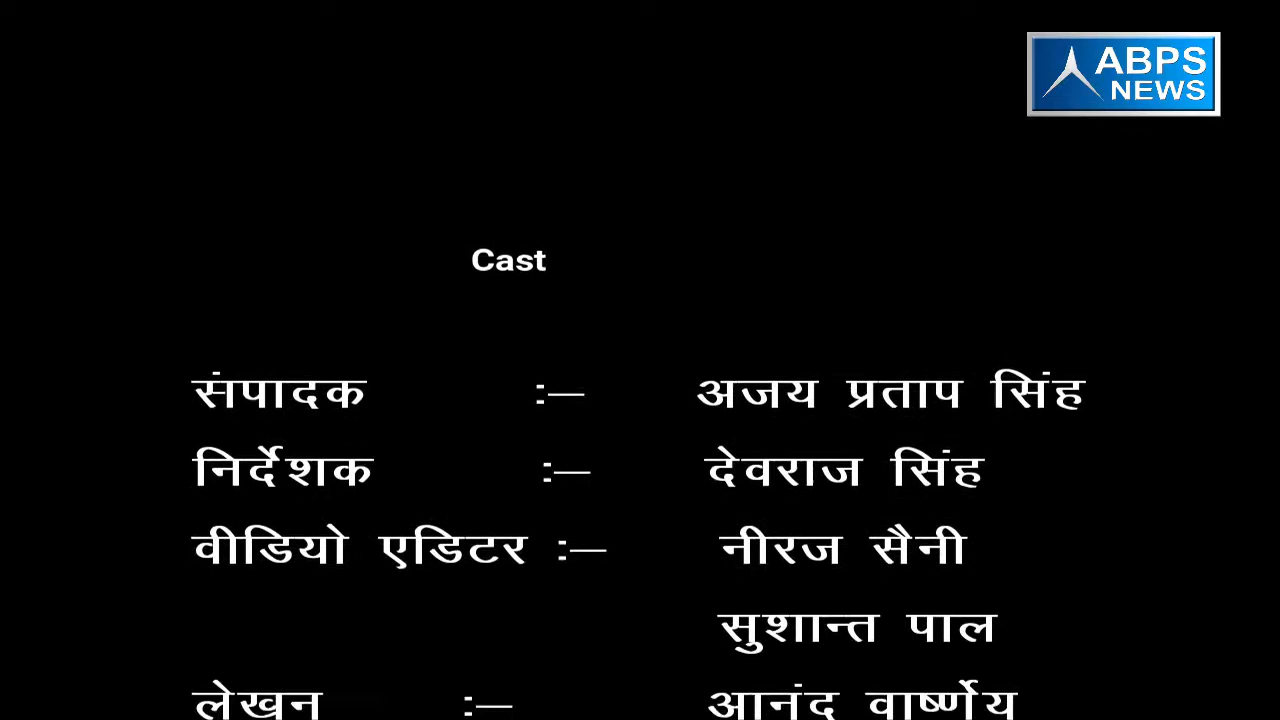 ABPS
NEWS
Cast
संपादक :— अजय प्रताप सिंह
निर्देशक :— देवराज सिंह
वीडियो एडिटर :— नीरज सैनी
सुशान्त पाल
लेखन :— आनंद वार्ष्णेय